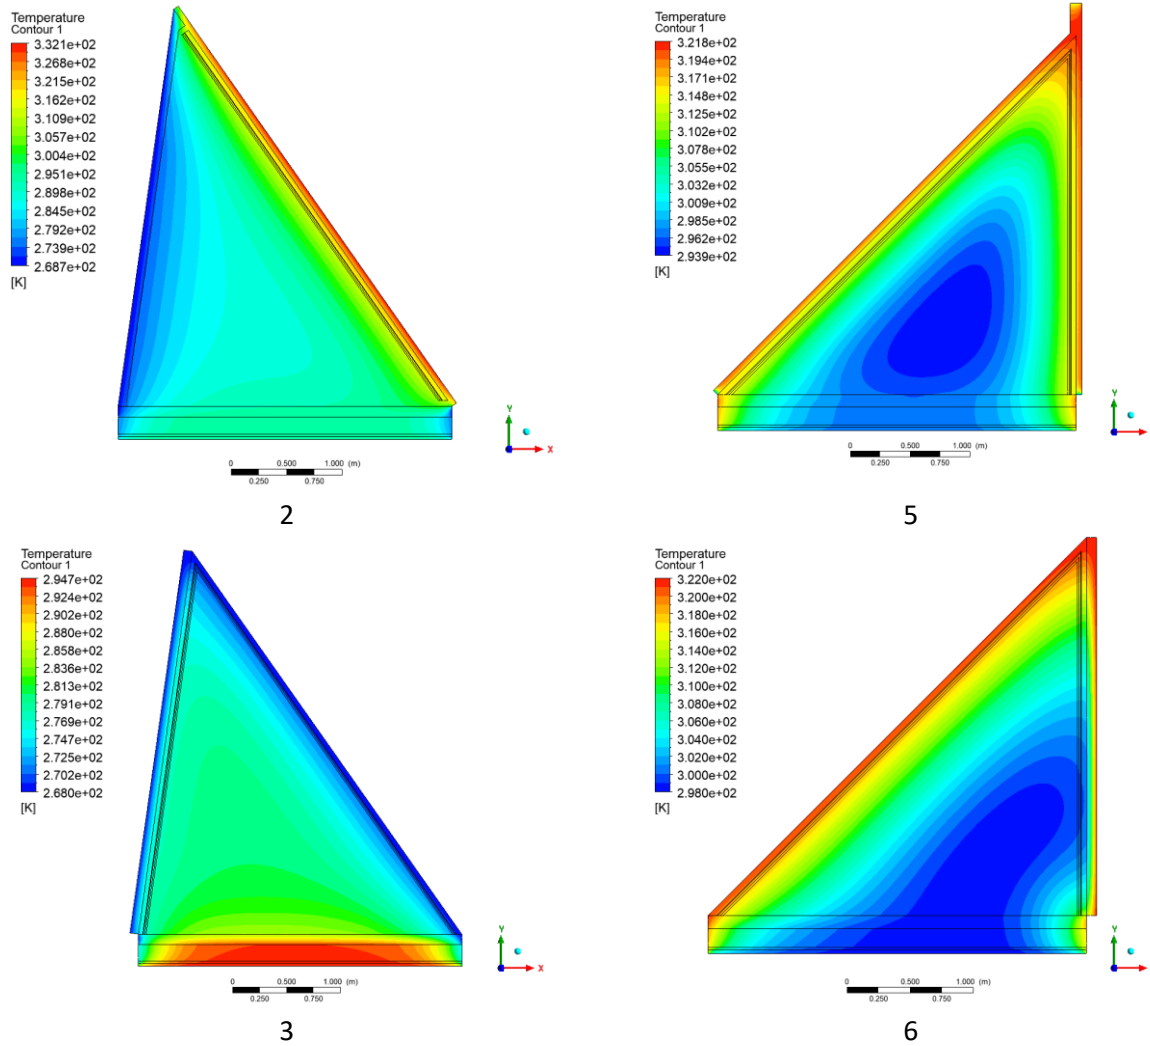 Temperature
Contour 1
3.321e+02
3.268e+02
3.215e+02
3.162e+02
3.109e+02
3.057e+02
3.004e+02
2.951e+02
2.898e+02
2.845e+02
2.792e+02
2.739e+02
2.687e+02
[K]
Y
X
0 0.500 1.000 (m)
0.250 0.750
2
Temperature
Contour 1
3.218e+02
3.194e+02
3.171e+02
3.148e+02
3.125e+02
3.102e+02
3.078e+02
3.055e+02
3.032e+02
3.009e+02
2.985e+02
2.962e+02
2.939e+02
[K]
Y
0 0.500 1.000 (m)
0.250 0.750
5
Temperature
Contour 1
2.947e+02
2.924e+02
2.902e+02
2.880e+02
2.858e+02
2.836e+02
2.813e+02
2.791e+02
2.769e+02
2.747e+02
2.725e+02
2.702e+02
2.680e+02
[K]
Y
X
0 0.500 1.000 (m)
0.250 0.750
3
Temperature
Contour 1
3.220e+02
3.200e+02
3.180e+02
3.160e+02
3.140e+02
3.120e+02
3.100e+02
3.080e+02
3.060e+02
3.040e+02
3.020e+02
3.000e+02
2.980e+02
[K]
Y
0 0.500 1.000 (m)
0.250 0.750
6